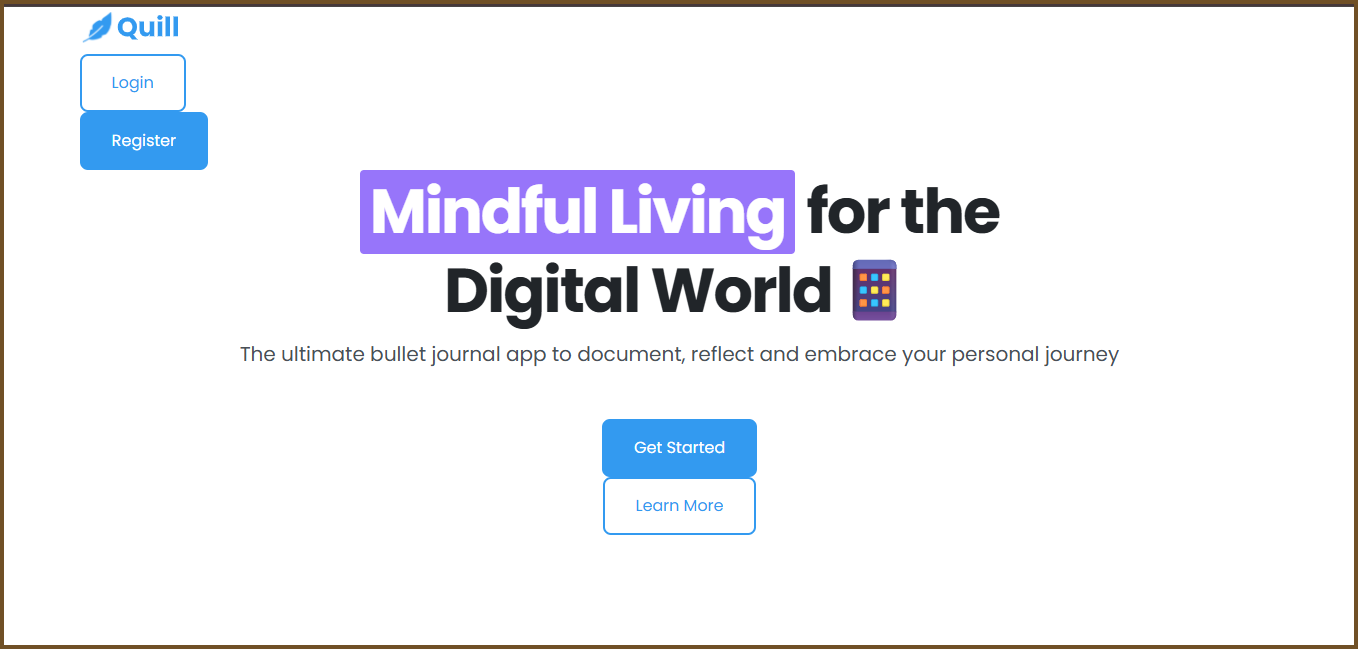 Quill
Login
Register
Mindful Living for the
Digital World
The ultimate bullet journal app to document, reflect and embrace your personal journey
Get Started
Learn More